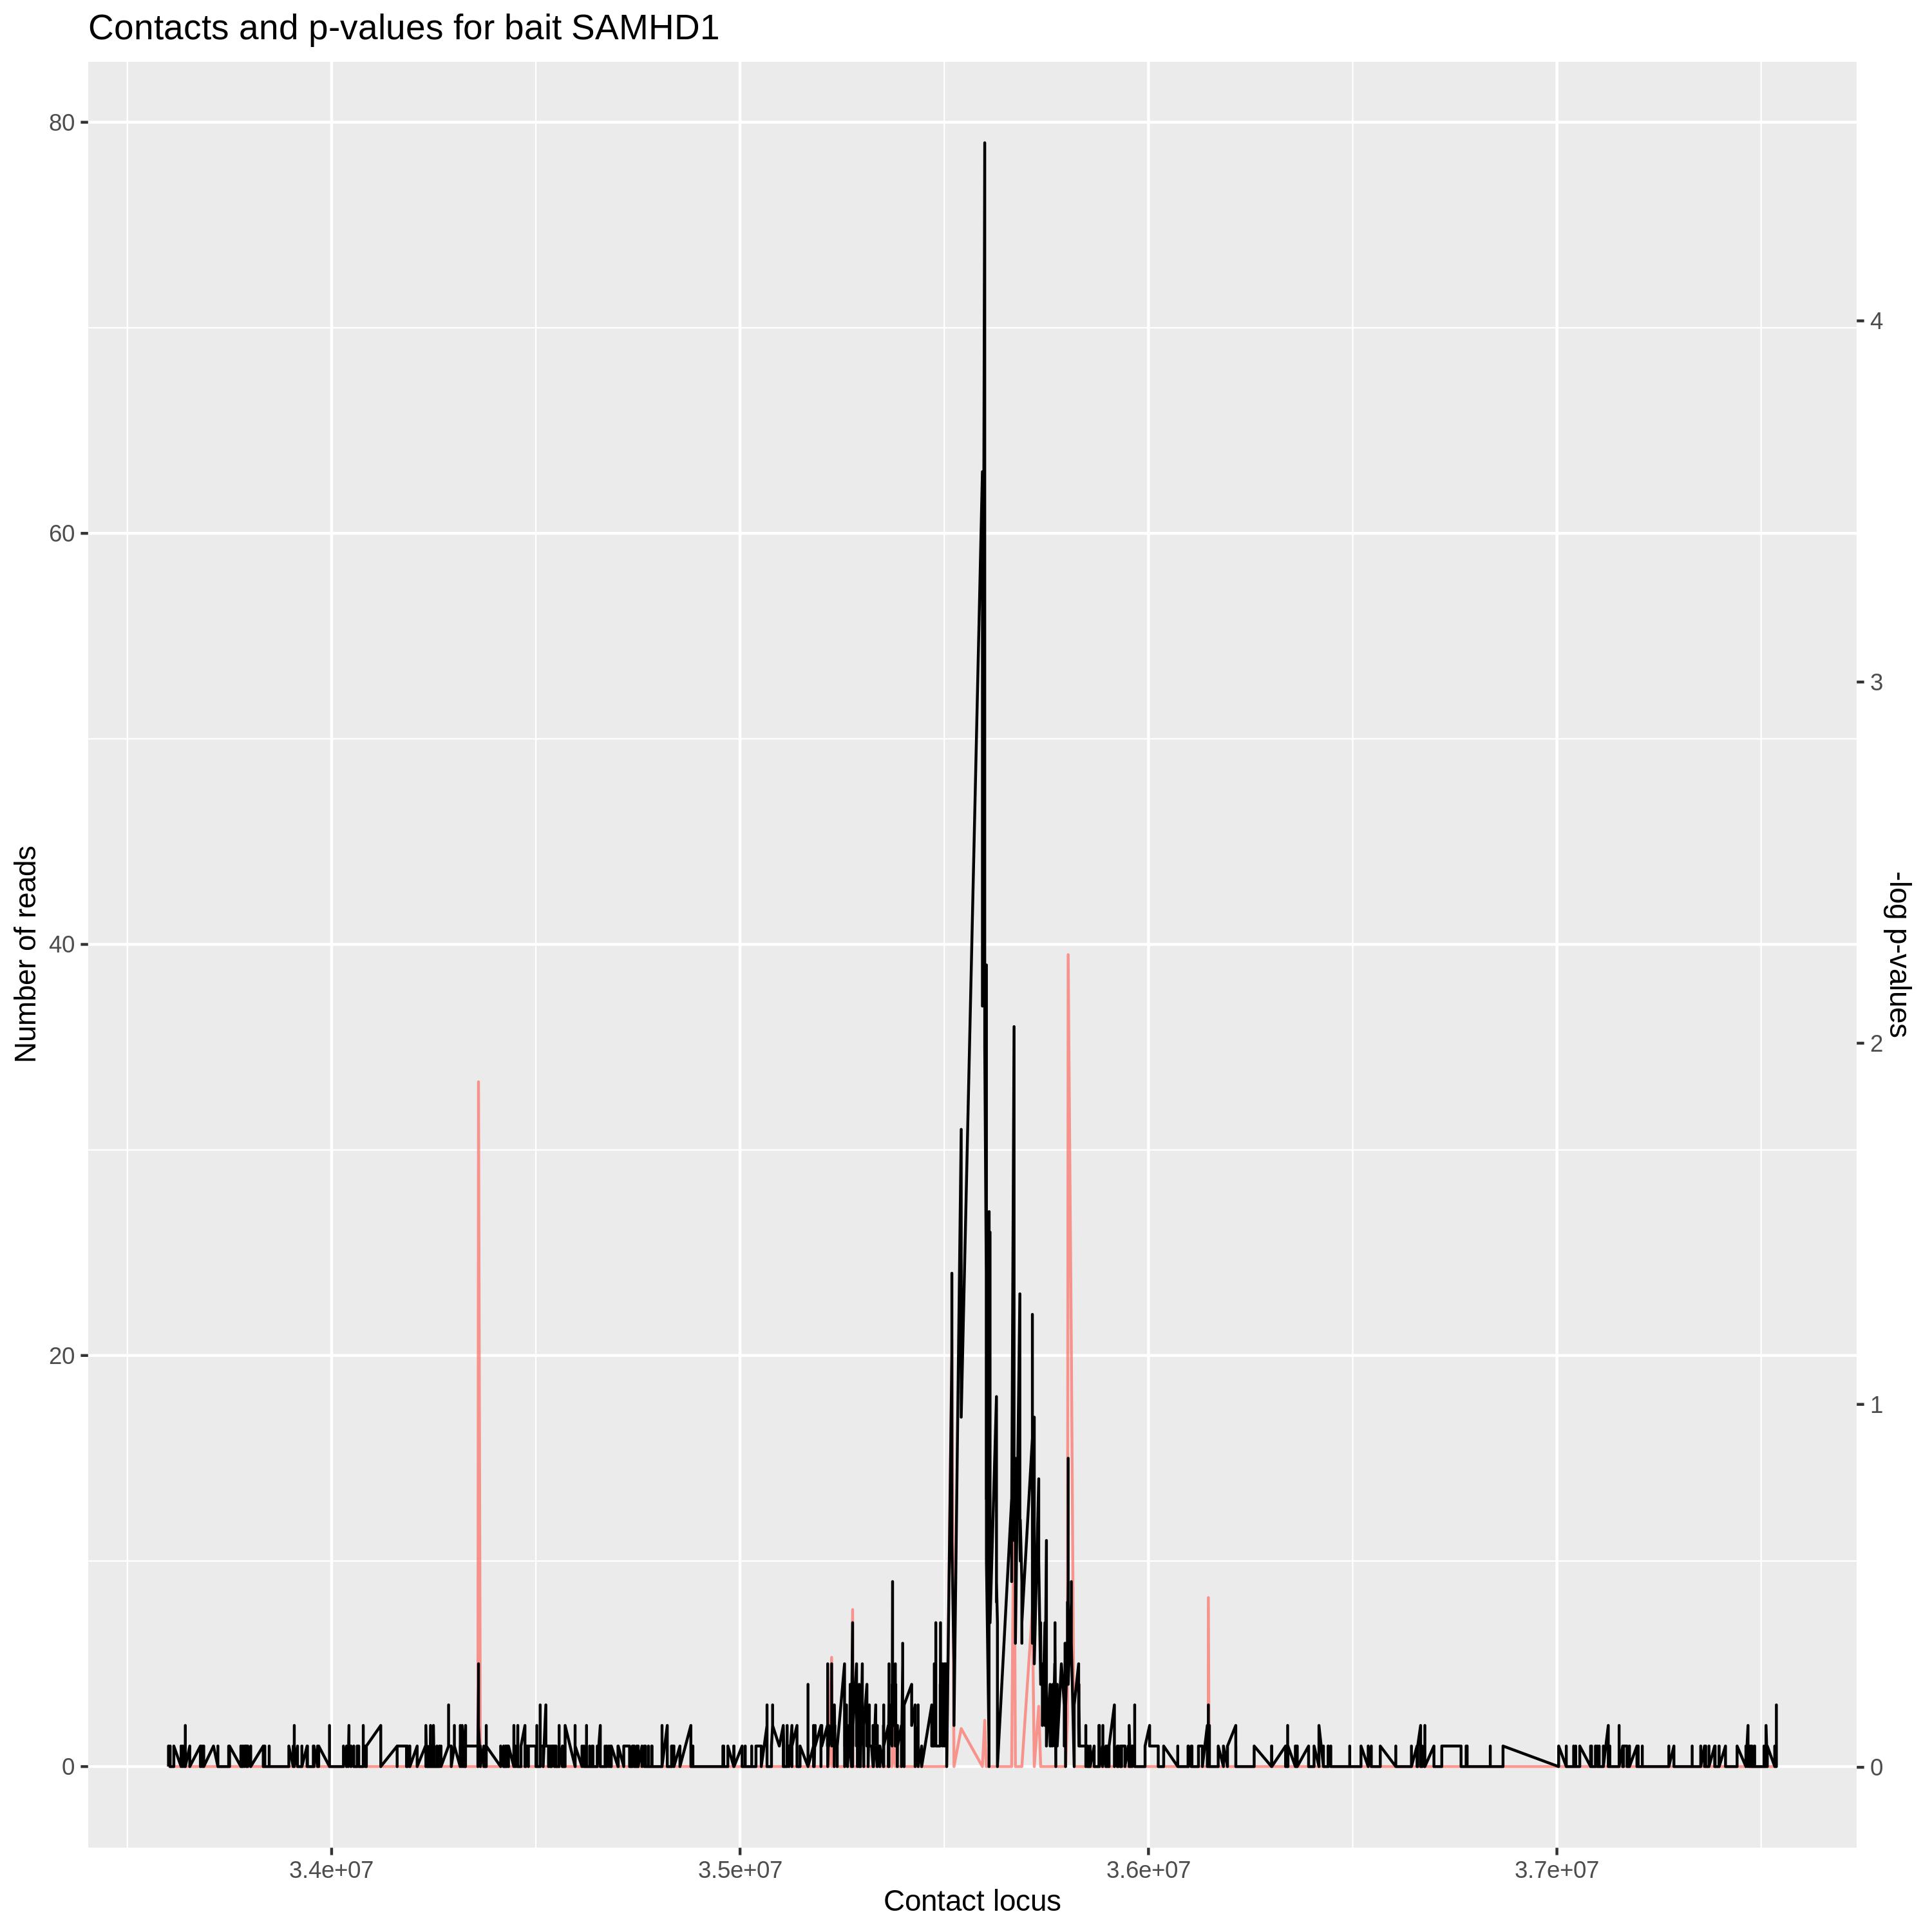 Contacts and p-values for bait SAMHD1
80
60
40
20
0
Number of reads
4
3
2
1
0
-log p-values
3.4e+07
3.5e+07
3.6e+07
3.7e+07
Contact locus